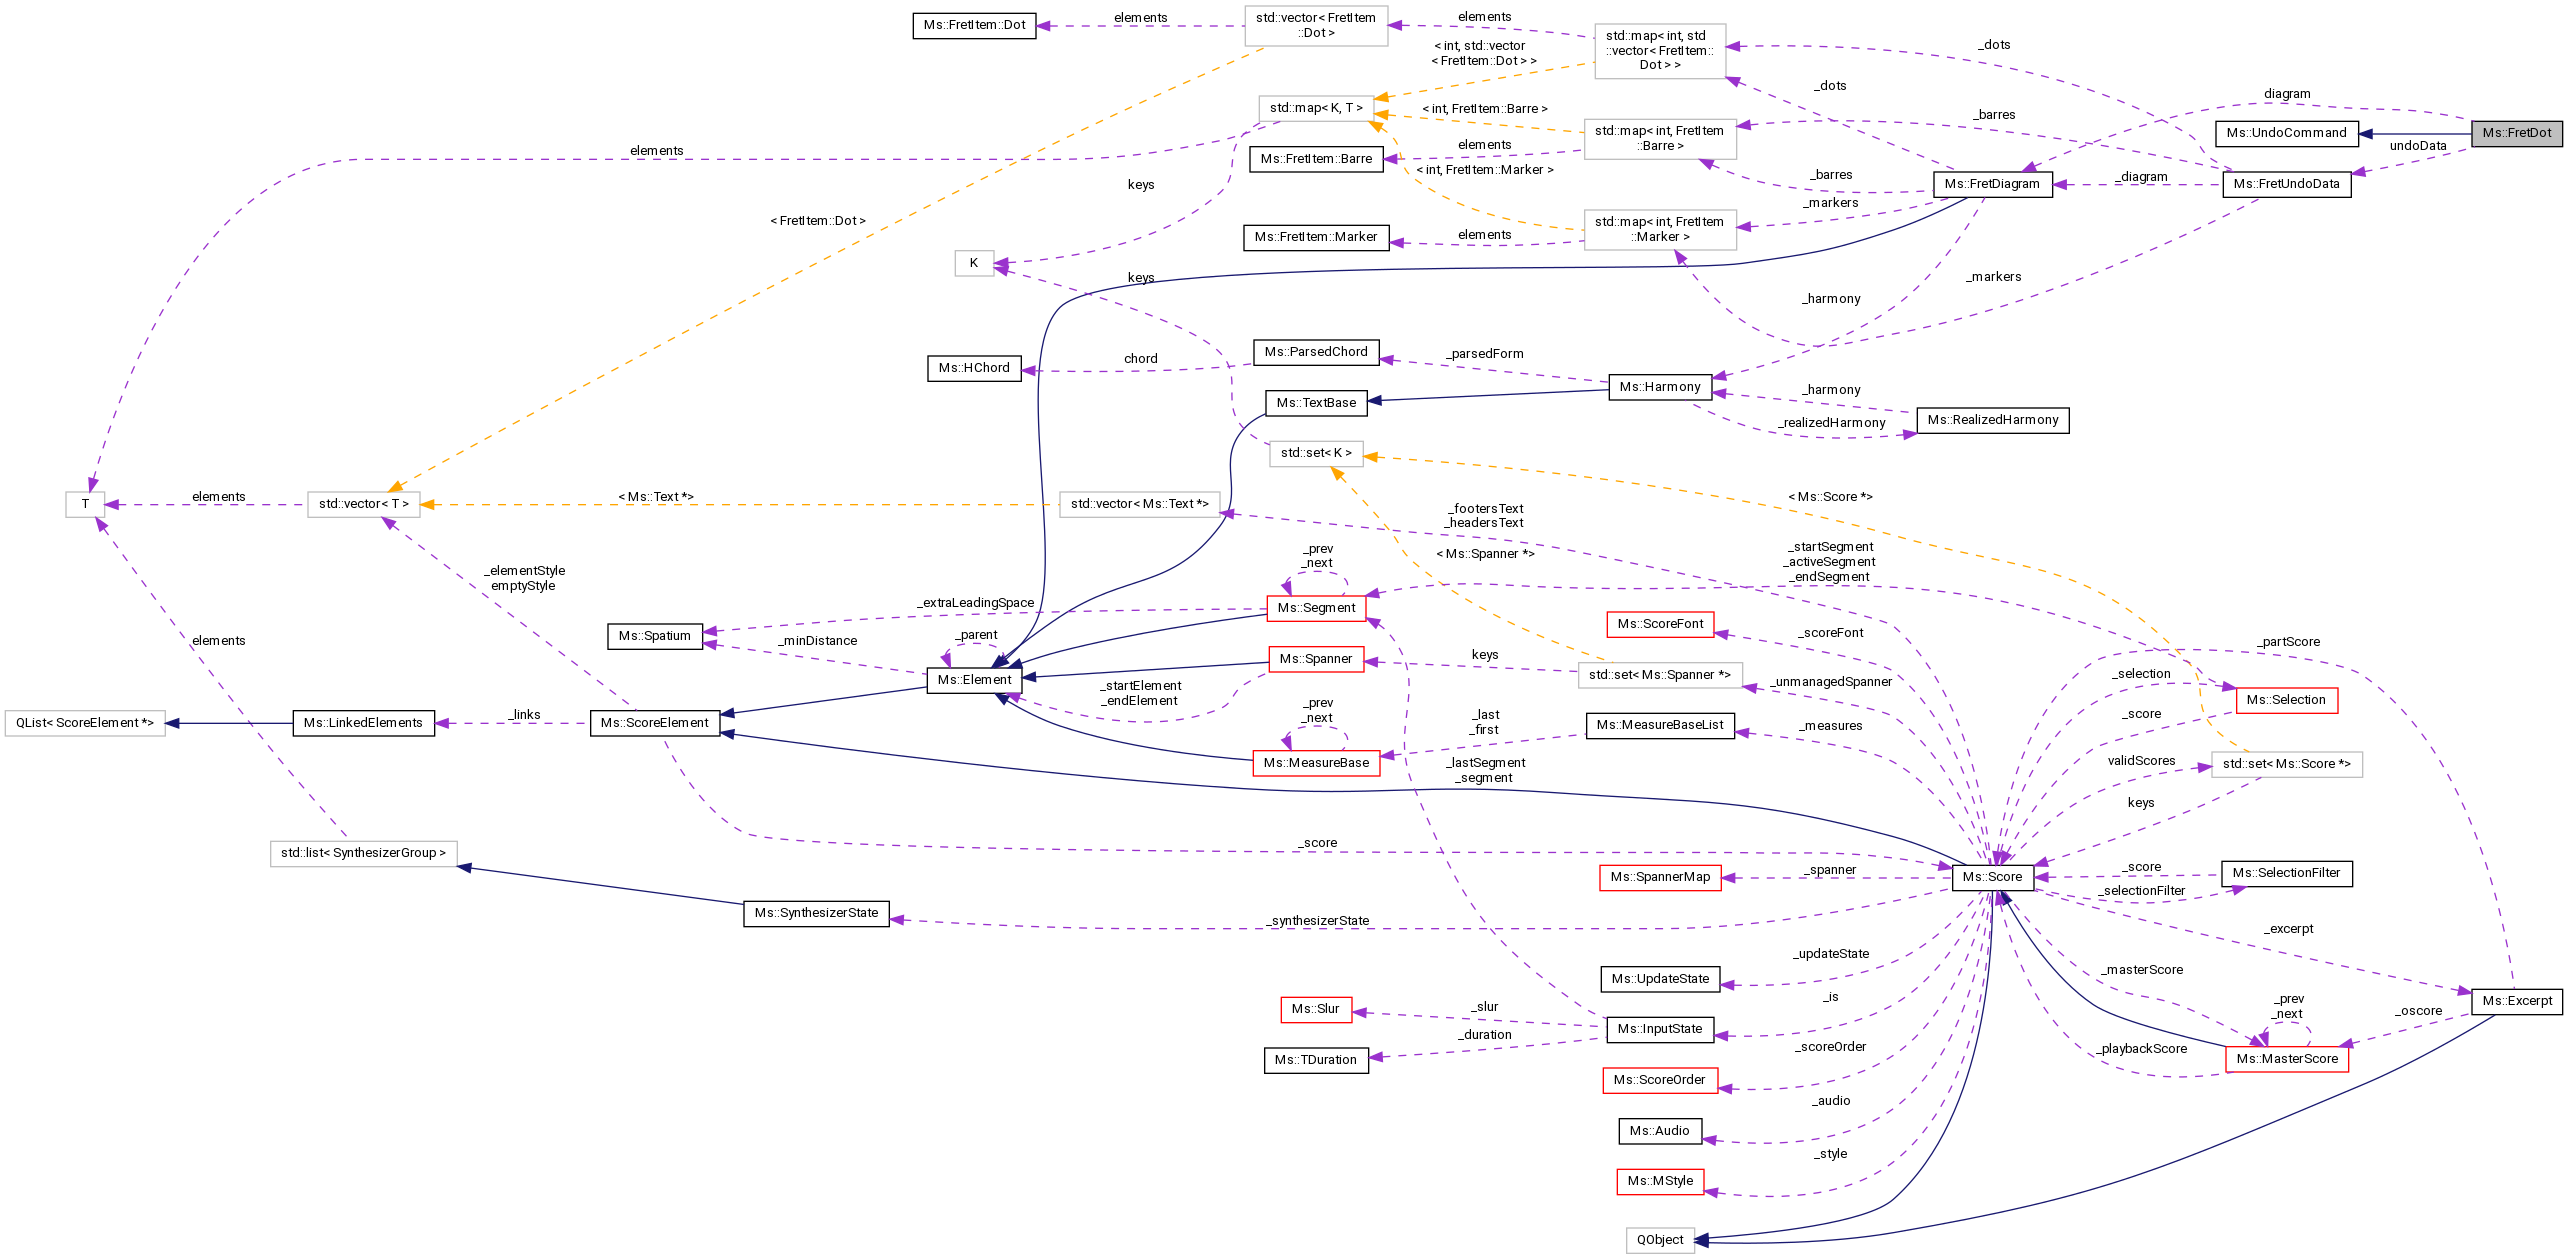 Ms::FretItem::Dot
elements
std::vector< FretItem
::Dot >
elements
std::map< int, std
::vector< FretItem::
Dot > >
_dots
< int, std::vector
< FretItem::Dot > >
_dots
diagram
std::map< K, T >
< int, FretItem::Barre >
_barres
std::map< int, FretItem
::Barre >
Ms::UndoCommand
Ms::FretDot
elements
Ms::FretItem::Barre
elements
undoData
< int, FretItem::Marker >
keys
_barres
Ms::FretDiagram
_diagram
Ms::FretUndoData
_markers
< FretItem::Dot >
std::map< int, FretItem
::Marker >
Ms::FretItem::Marker
elements
K
keys
_markers
_harmony
Ms::HChord
chord
Ms::ParsedChord
_parsedForm
Ms::Harmony
_harmony
Ms::TextBase
_realizedHarmony
Ms::RealizedHarmony
std::set< K >
T
elements
std::vector< T >
< Ms::Text *>
std::vector< Ms::Text *>
< Ms::Score *>
_footersText
_headersText
_prev
_next
< Ms::Spanner *>
_startSegment
_activeSegment
_endSegment
_elementStyle
emptyStyle
_extraLeadingSpace
Ms::Segment
Ms::Spatium
_minDistance
Ms::ScoreFont
_scoreFont
elements
_parent
_partScore
Ms::Spanner
keys
Ms::Element
std::set< Ms::Spanner *>
_unmanagedSpanner
_selection
_startElement
_endElement
Ms::Selection
QList< ScoreElement *>
Ms::LinkedElements
_links
Ms::ScoreElement
_prev
_next
_last
_first
Ms::MeasureBaseList
_measures
_score
Ms::MeasureBase
_lastSegment
_segment
validScores
std::set< Ms::Score *>
keys
std::list< SynthesizerGroup >
_score
Ms::SpannerMap
_spanner
Ms::Score
_score
Ms::SelectionFilter
_selectionFilter
Ms::SynthesizerState
_synthesizerState
_excerpt
Ms::UpdateState
_updateState
_masterScore
Ms::Slur
_slur
_is
Ms::InputState
_prev
_next
Ms::Excerpt
_oscore
Ms::TDuration
_duration
_scoreOrder
_playbackScore
Ms::MasterScore
Ms::ScoreOrder
_audio
Ms::Audio
_style
Ms::MStyle
QObject